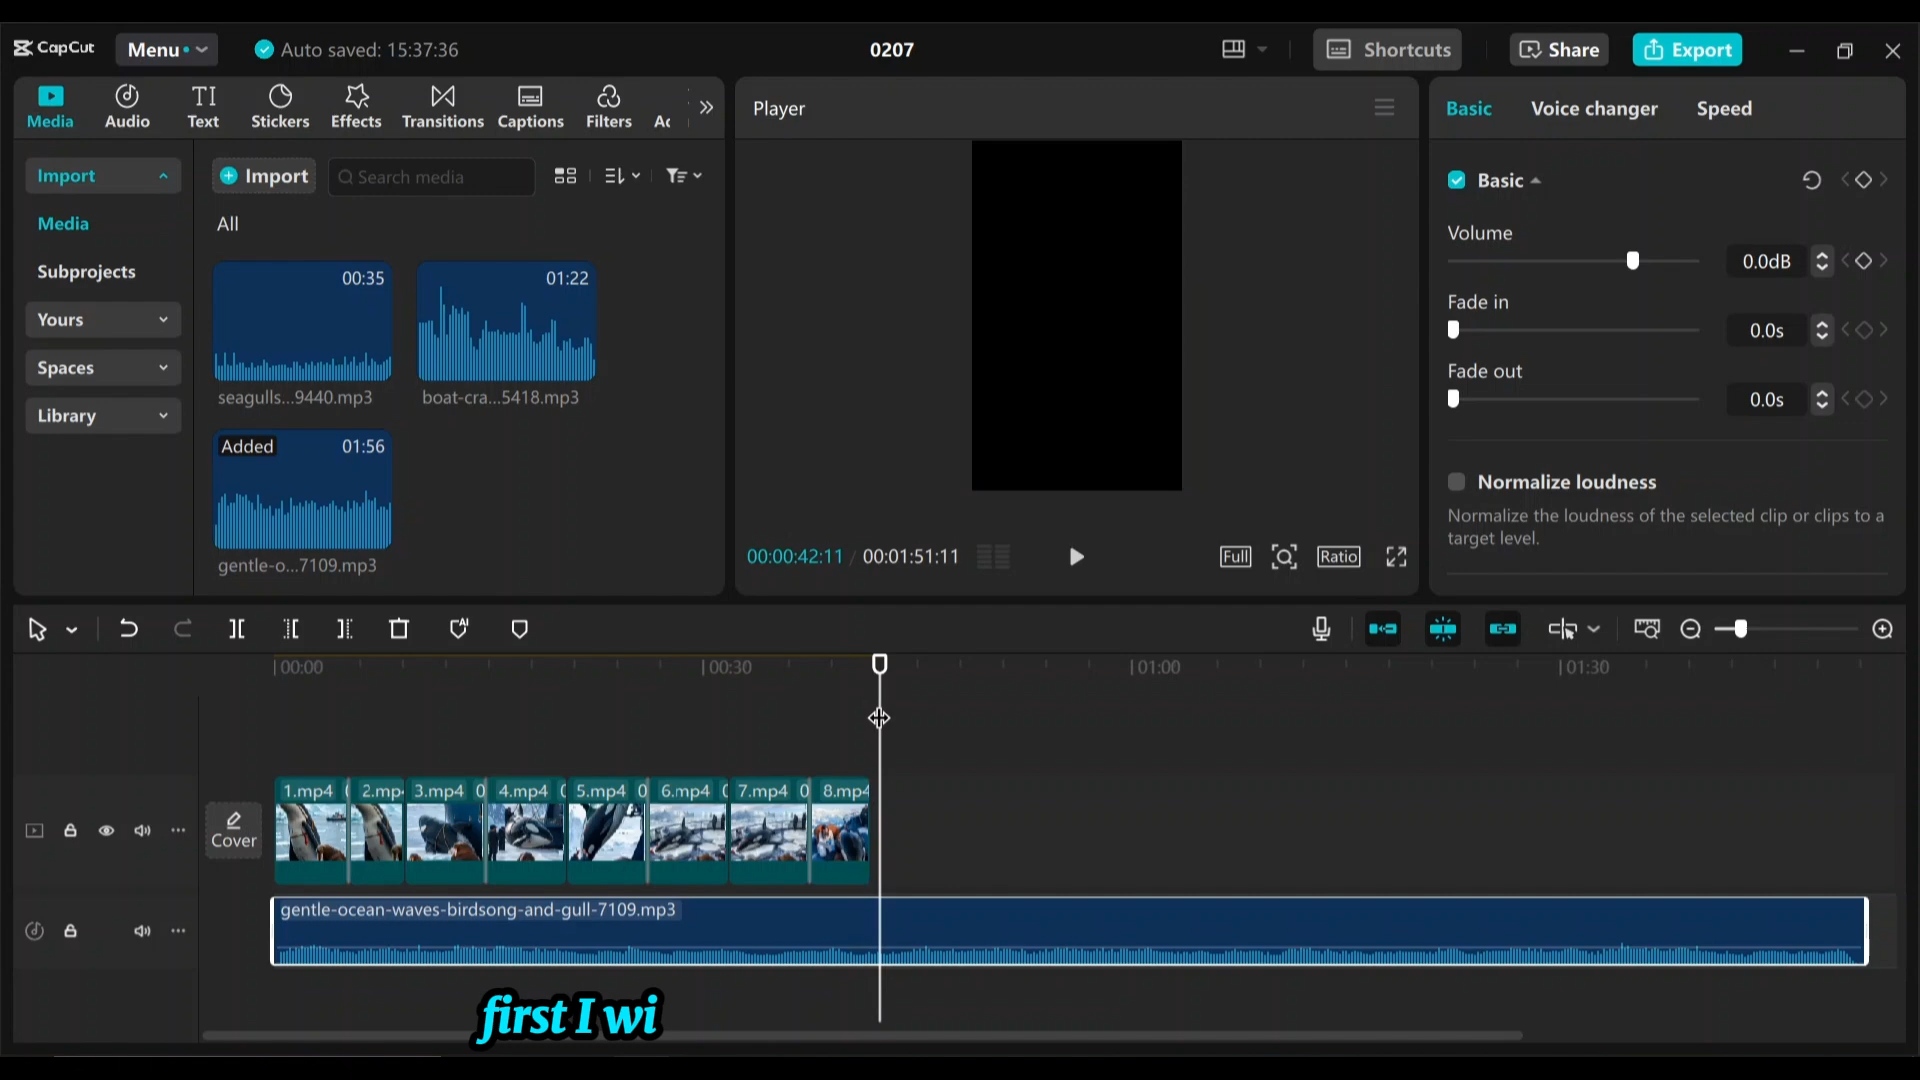 CapCut
Menu
Auto saved: 15:37:36
0207
Shortcuts
Share
Export
Media
Audio
TI
Text
Stickers
Effects
Transitions
Captions
Filters
Player
Basic
Voice changer
Speed
Import
Media
Subprojects
Yours
Spaces
Library
Import
Search media
All
00:35
seagulls...9440.mp3
01:22
boat-cra...5418.mp3
Added
01:56
gentle-o...7109.mp3
00:00:42:11 / 00:01:51:11
Full
Ratio
Basic
Volume
0.0dB
Fade in
0.0s
Fade out
0.0s
Normalize loudness
Normalize the loudness of the selected clip or clips to a
target level.
AI
00:00
00:30
01:00
01:30
Cover
1.mp4
2.mp
3.mp4 0
4.mp4
5.mp4 0
6.mp4
7.mp4 0
8.mp4
gentle-ocean-waves-birdsong-and-gull-7109.mp3
first I wi